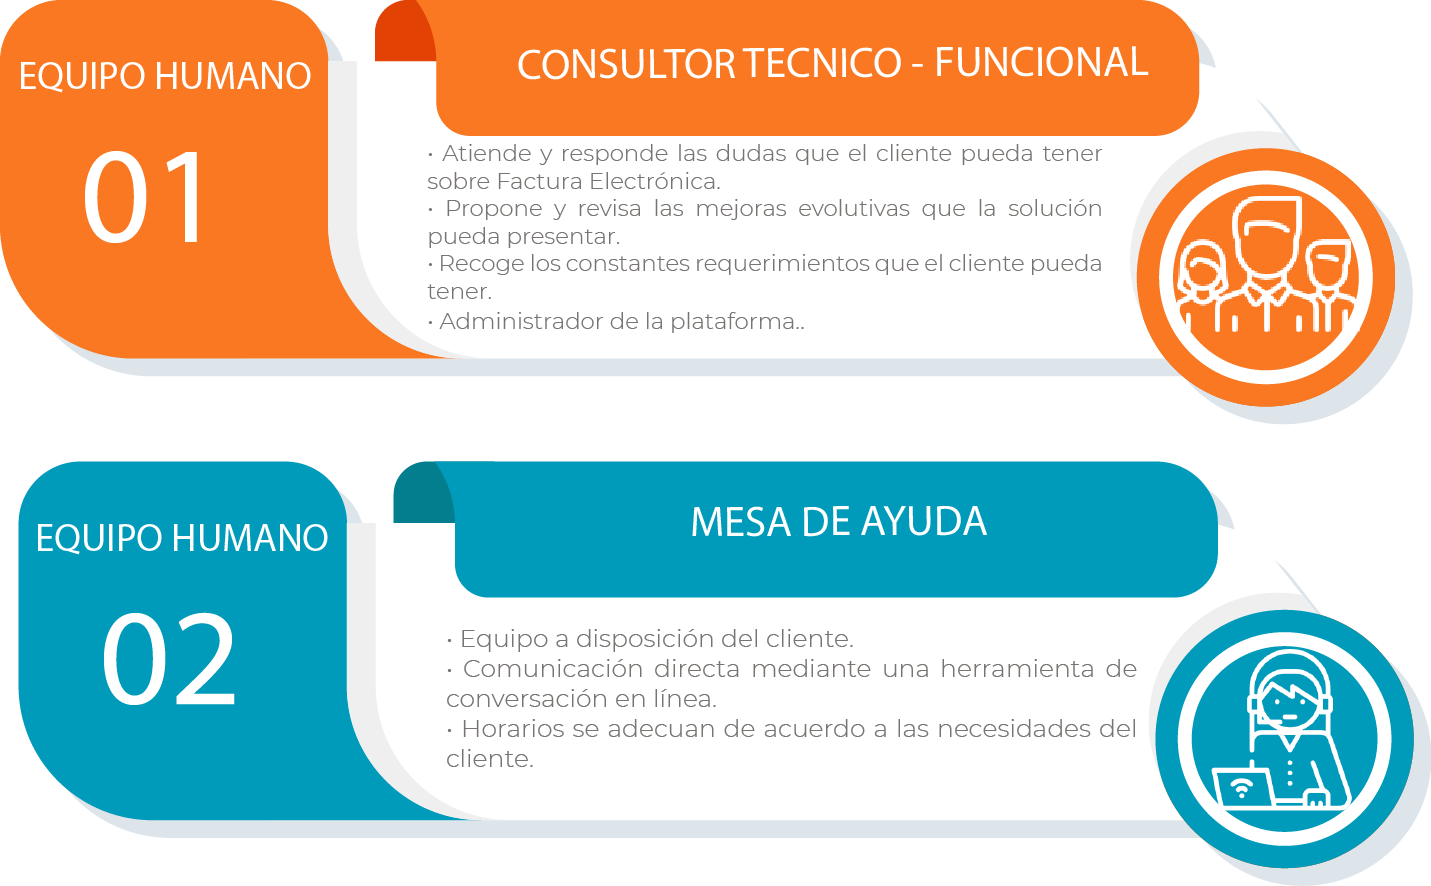 EQUIPO HUMANO
01
CONSULTOR TECNICO - FUNCIONAL
• Atiende y responde las dudas que el cliente pueda tener
sobre Factura Electrónica.
• Propone y revisa las mejoras evolutivas que la solución
pueda presentar.
• Recoge los constantes requerimientos que el cliente pueda
tener.
• Administrador de la plataforma..
EQUIPO HUMANO
02
MESA DE AYUDA
• Equipo a disposición del cliente.
• Comunicación directa mediante una herramienta de
conversación en línea.
• Horarios se adecuan de acuerdo a las necesidades del
cliente.